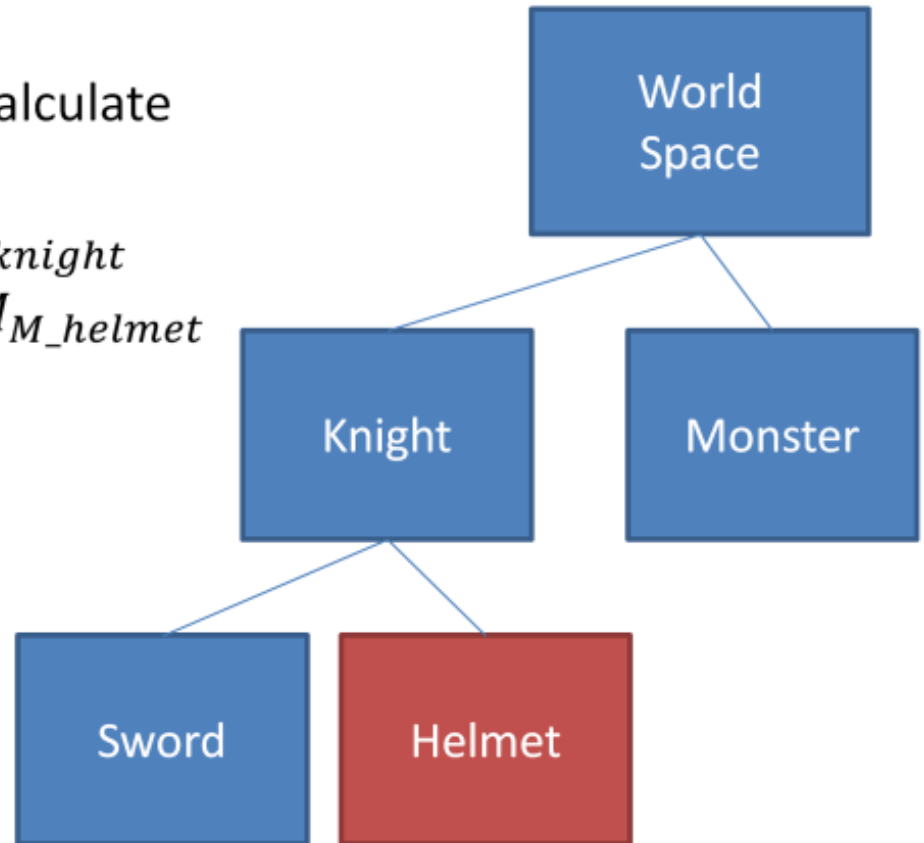 alculate
knight
M_helmet
World
Space
Knight
Monster
Sword
Helmet